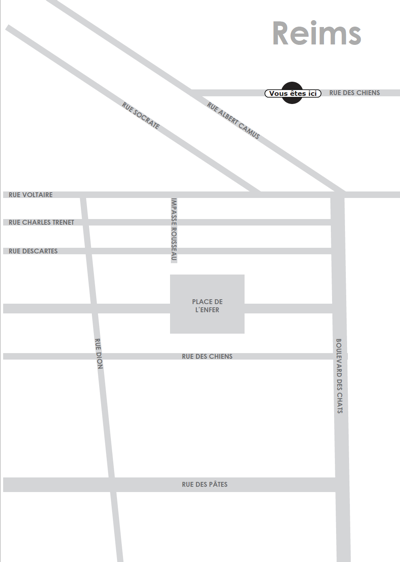 Reims
Vous êtes ici
RUE DES CHIENS
RUE SOCRATE
RUE ALBERT CAMUS
RUE VOLTAIRE
IMPASSE ROUSSEAU
RUE CHARLES TRENET
RUE DESCARTES
PLACE DE
L'ENFER
RUE DION
RUE DES CHIENS
BOULEVARD DES CHATS
RUE DES PÂTES